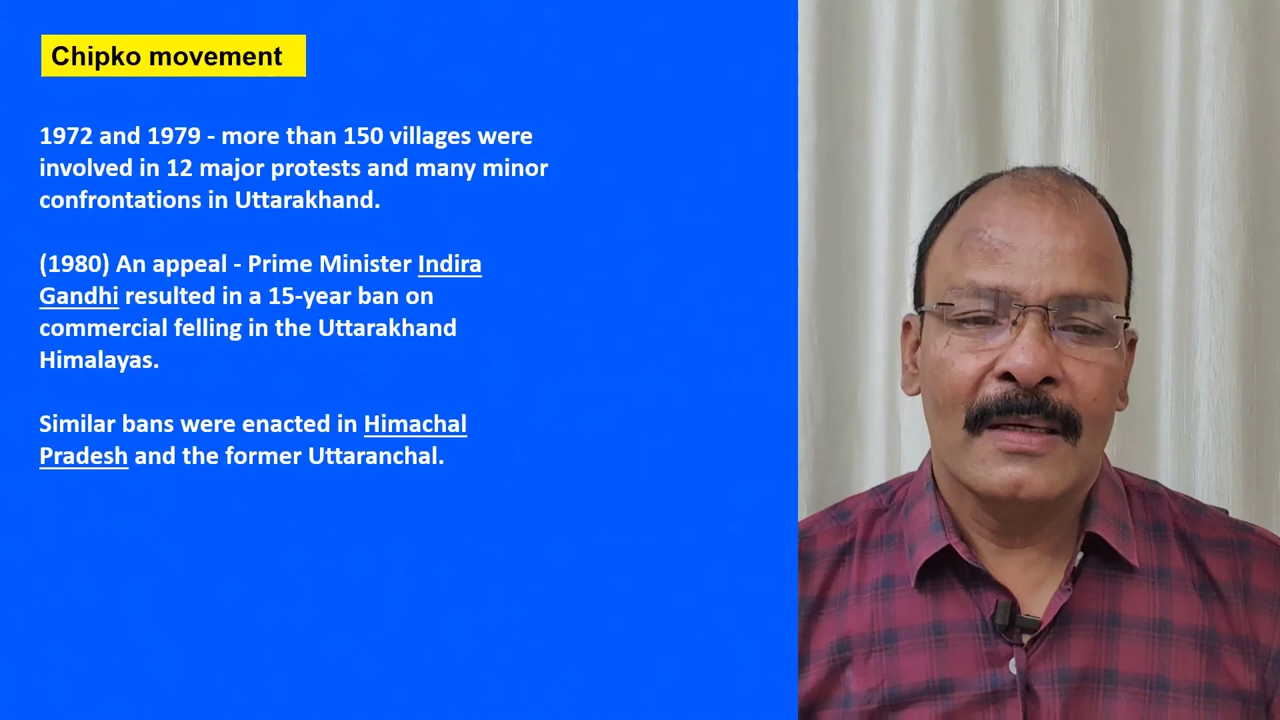 Chipko movement
1972 and 1979 - more than 150 villages were
involved in 12 major protests and many minor
confrontations in Uttarakhand.
(1980) An appeal - Prime Minister Indira
Gandhi resulted in a 15-year ban on
commercial felling in the Uttarakhand
Himalayas.
Similar bans were enacted in Himachal
Pradesh and the former Uttaranchal.